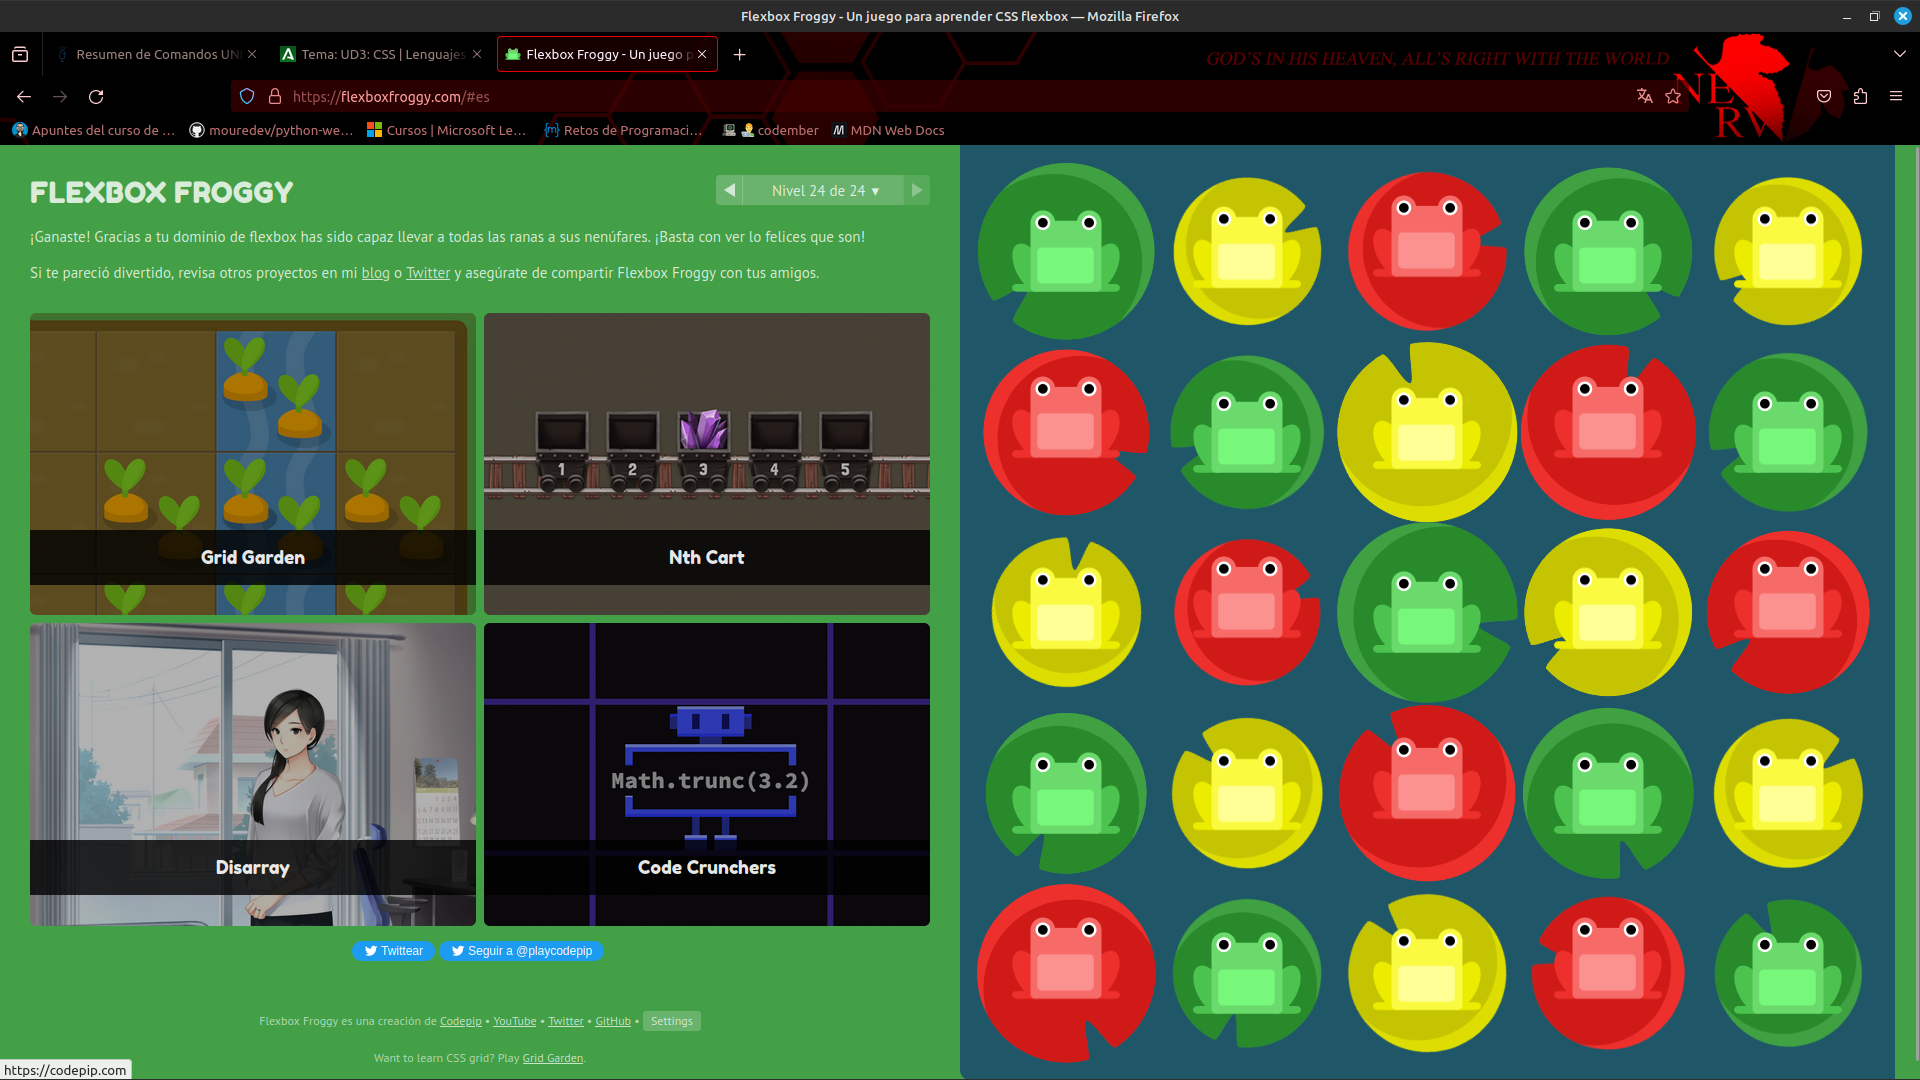 Flexbox Froggy - Un juego para aprender CSS flexbox — Mozilla Firefox
Resumen de Comandos UNI
Tema: UD3: CSS | Lenguajes
Flexbox Froggy - Un juego p
GOD'S IN HIS HEAVEN, ALL'S RIGHT WITH THE WORLD
NERV
https://flexboxfroggy.com/#es
Apuntes del curso de ...
mouredev/python-we...
Cursos | Microsoft Le...
Retos de Programaci...
codember
MDN Web Docs
FLEXBOX FROGGY
Nivel 24 de 24 ▾
¡Ganaste! Gracias a tu dominio de flexbox has sido capaz llevar a todas las ranas a sus nenúfares. ¡Basta con ver lo felices que son!
Si te pareció divertido, revisa otros proyectos en mi blog o Twitter y asegúrate de compartir Flexbox Froggy con tus amigos.
Grid Garden
1 2 3 4 5
Nth Cart
Disarray
Math.trunc(3.2)
Code Crunchers
Twittear
Seguir a @playcodepip
Flexbox Froggy es una creación de Codepip • YouTube • Twitter • GitHub • Settings
Want to learn CSS grid? Play Grid Garden.
https://codepip.com